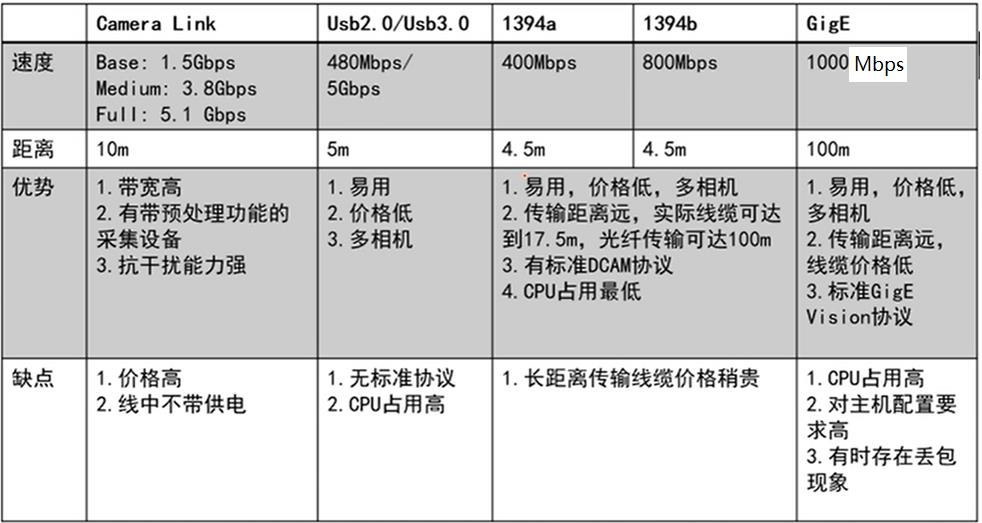 Camera Link
Usb2.0/Usb3.0
1394a
1394b
GigE
速度
Base: 1.5Gbps
Medium: 3.8Gbps
Full: 5.1 Gbps
480Mbps/
5Gbps
400Mbps
800Mbps
1000 Mbps
距离
10m
5m
4.5m
4.5m
100m
优势
1.带宽高
2.有带预处理功能的
采集设备
3.抗干扰能力强
1.易用
2.价格低
3.多相机
1.易用，价格低，多相机
2.传输距离远，实际线缆可达
到17.5m，光纤传输可达100m
3.有标准DCAM协议
4.CPU占用最低
1.易用，价格低，
多相机
2.传输距离远，
线缆价格低
3.标准GigE
Vision协议
缺点
1.价格高
2.线中不带供电
1.无标准协议
2.CPU占用高
1.长距离传输线缆价格稍贵
1.CPU占用高
2.对主机配置要
求高
3.有时存在丢包
现象